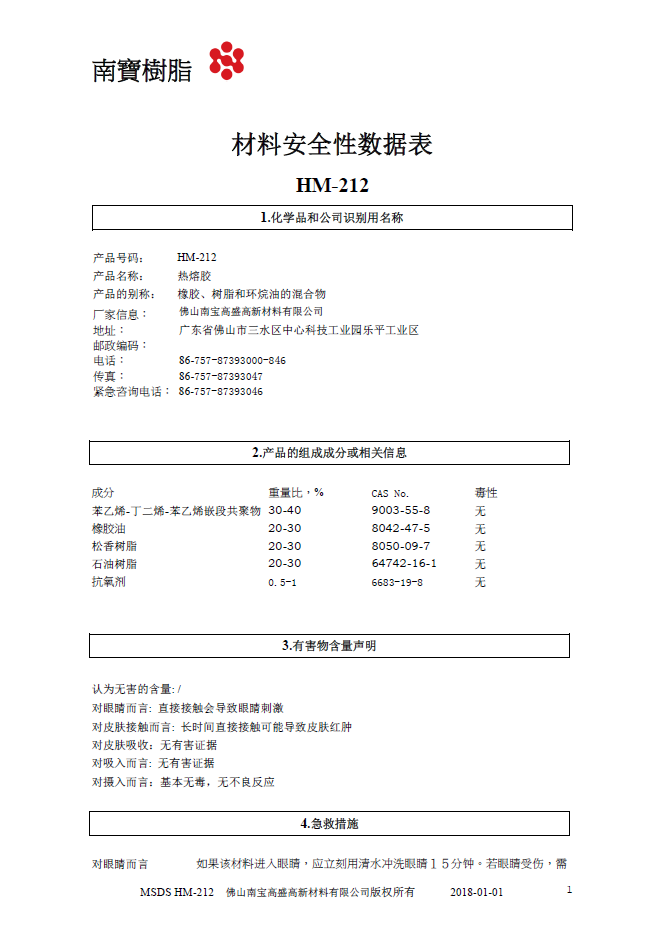 南寶樹脂
材料安全性数据表
HM-212
1.化学品和公司识别用名称
产品号码： HM-212
产品名称： 热熔胶
产品的别称： 橡胶、树脂和环烷油的混合物
厂家信息： 佛山南宝高盛高新材料有限公司
地址： 广东省佛山市三水区中心科技工业园乐平工业区
邮政编码：
电话： 86-757-87393000-846
传真： 86-757-87393047
紧急咨询电话： 86-757-87393046
2.产品的组成成分或相关信息
成分 重量比，% CAS No. 毒性
苯乙烯-丁二烯-苯乙烯嵌段共聚物 30-40 9003-55-8 无
橡胶油 20-30 8042-47-5 无
松香树脂 20-30 8050-09-7 无
石油树脂 20-30 64742-16-1 无
抗氧剂 0.5-1 6683-19-8 无
3.有害物含量声明
认为无害的含量: /
对眼睛而言: 直接接触会导致眼睛刺激
对皮肤接触而言: 长时间直接接触可能导致皮肤红肿
对皮肤吸收: 无有害证据
对吸入而言: 无有害证据
对摄入而言: 基本无毒，无不良反应
4.急救措施
对眼睛而言 如果该材料进入眼睛，应立刻用清水冲洗眼睛１５分钟。若眼睛受伤，需
MSDS HM-212 佛山南宝高盛高新材料有限公司版权所有 2018-01-01 1